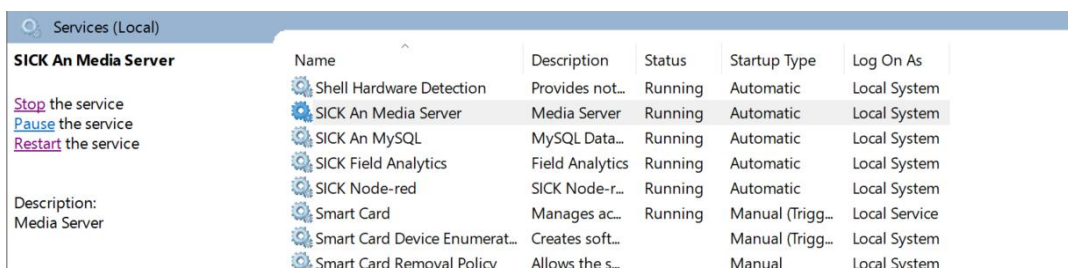 Services (Local)
SICK An Media Server
Stop the service
Pause the service
Restart the service
Description:
Media Server
Name Description Status Startup Type Log On As
Shell Hardware Detection Provides not... Running Automatic Local System
SICK An Media Server Media Server Running Automatic Local System
SICK An MySQL MySQL Data... Running Automatic Local System
SICK Field Analytics Field Analytics Running Automatic Local System
SICK Node-red SICK Node-r... Running Automatic Local System
Smart Card Manages ac... Running Manual (Trigg... Local Service
Smart Card Device Enumerat... Creates soft... Manual (Trigg... Local System
Smart Card Removal Policy Allows the s... Manual Local System